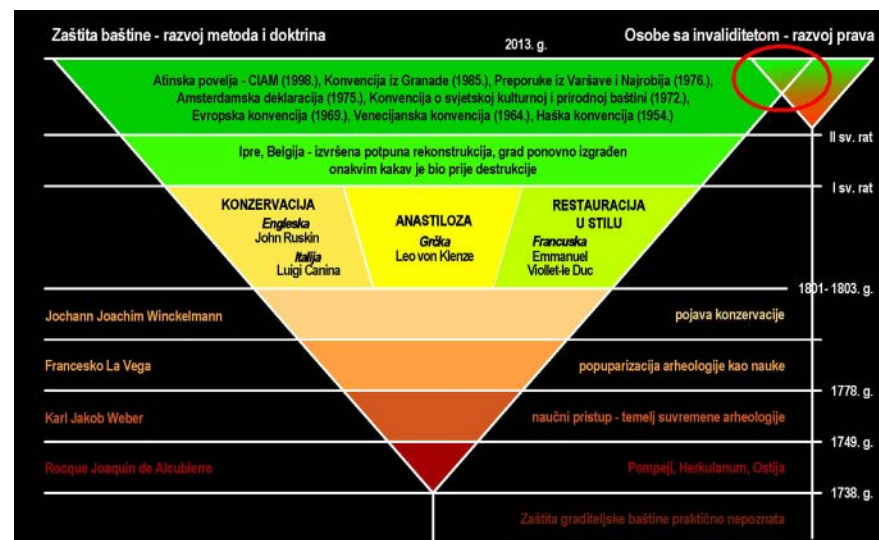 Zaštita baštine - razvoj metoda i doktrina
2013. g.
Osobe sa invaliditetom - razvoj prava
Atinska povelja - CIAM (1998.), Konvencija iz Granade (1985.), Preporuke iz Varšave i Najrobija (1976.),
Amsterdamska deklaracija (1975.), Konvencija o svjetskoj kulturnoj i prirodnoj baštini (1972.),
Evropska konvencija (1969.), Venecijanska konvencija (1964.), Haška konvencija (1954.)
II sv. rat
Ipre, Belgija - izvršena potpuna rekonstrukcija, grad ponovno izgrađen
onakvim kakav je bio prije destrukcije
I sv. rat
KONZERVACIJA
Engleska
John Ruskin
Italija
Luigi Canina
ANASTILOZA
Grčka
Leo von Klenze
RESTAURACIJA
U STILU
Francuska
Emmanuel
Viollet-le Duc
1801- 1803. g.
Jochann Joachim Winckelmann
pojava konzervacije
Francesko La Vega
popuparizacija arheologije kao nauke
1778. g.
Karl Jakob Weber
naučni pristup - temelj suvremene arheologije
1749. g.
Rocque Joaquin de Alcubierre
Pompeji, Herkulanum, Ostija
1738. g.
Zaštita graditeljske baštine praktično nepoznata